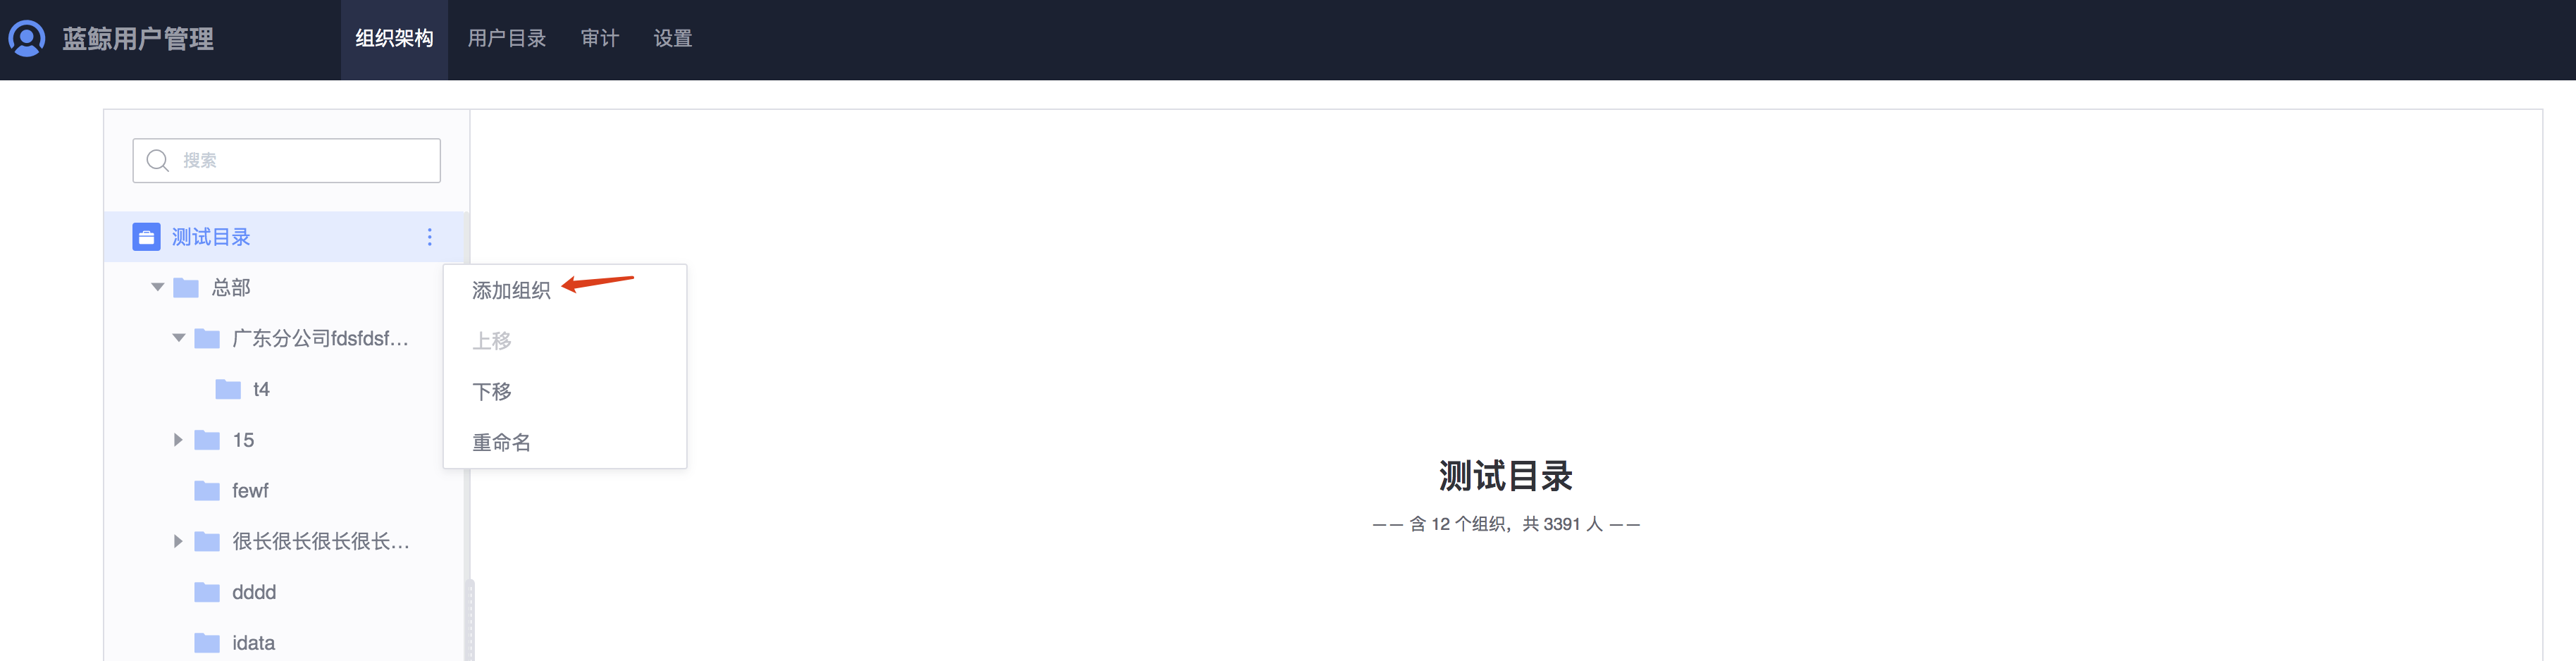 蓝鲸用户管理 组织架构 用户目录 审计 设置
搜索
测试目录
总部
广东分公司fdsfdsf...
t4
15
fewf
很长很长很长很长...
dddd
idata
添加组织
上移
下移
重命名
测试目录
—— 含 12 个组织，共 3391 人 ——